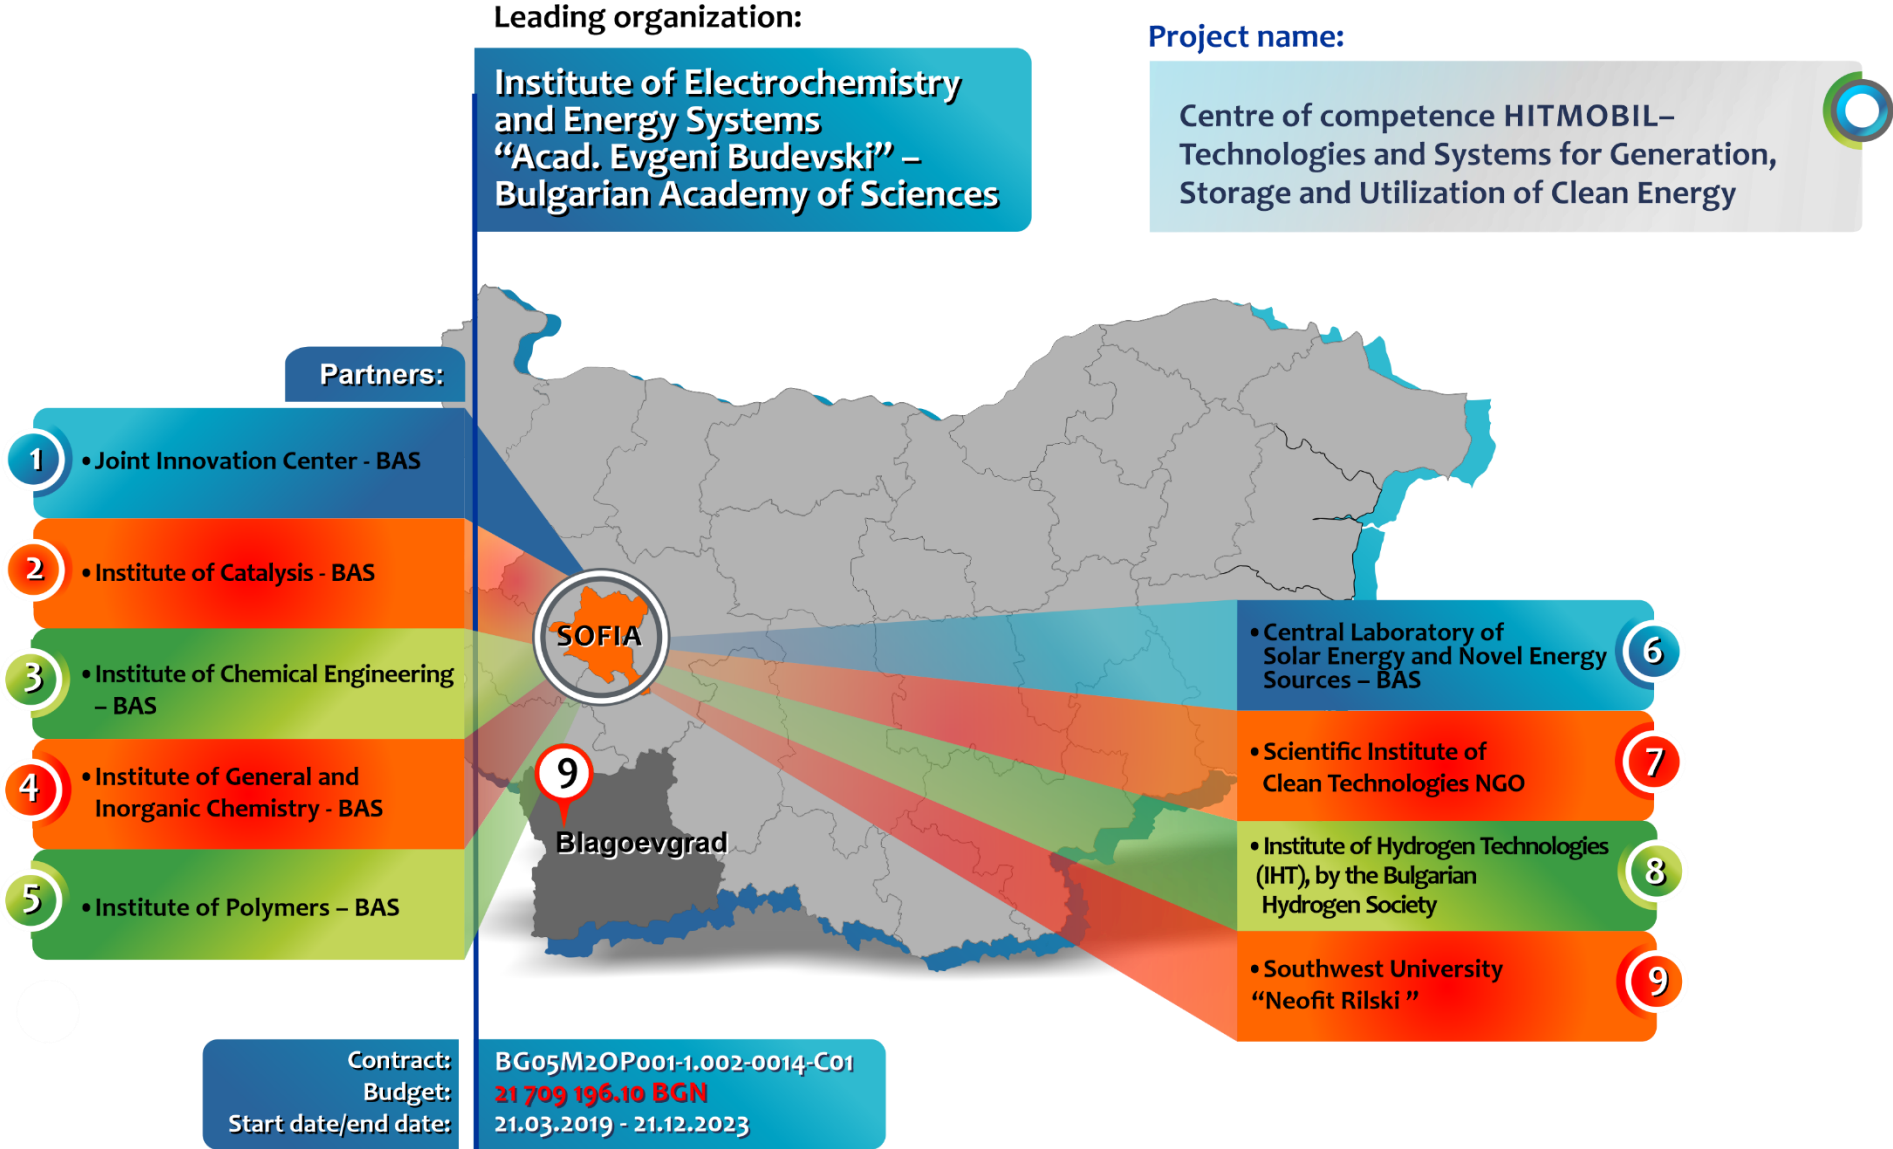 Leading organization:
Institute of Electrochemistry
and Energy Systems
“Acad. Evgeni Budevski” –
Bulgarian Academy of Sciences
Project name:
Centre of competence HITMOBIL–
Technologies and Systems for Generation,
Storage and Utilization of Clean Energy
Partners:
1
• Joint Innovation Center - BAS
2
• Institute of Catalysis - BAS
3
• Institute of Chemical Engineering
– BAS
4
• Institute of General and
Inorganic Chemistry - BAS
5
• Institute of Polymers – BAS
SOFIA
9
Blagoevgrad
• Central Laboratory of
Solar Energy and Novel Energy
Sources – BAS
6
• Scientific Institute of
Clean Technologies NGO
7
• Institute of Hydrogen Technologies
(IHT), by the Bulgarian
Hydrogen Society
8
• Southwest University
“Neofit Rilski ”
9
Contract: BG05M2OP001-1.002-0014-C01
Budget: 21 709 196.10 BGN
Start date/end date: 21.03.2019 - 21.12.2023